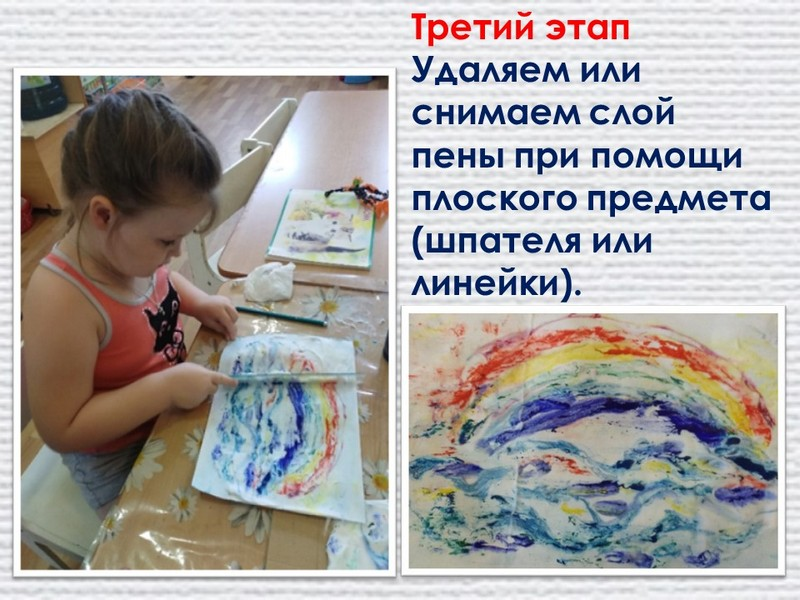 Третий этап
Удаляем или
снимаем слой
пены при помощи
плоского предмета
(шпателя или
линейки).